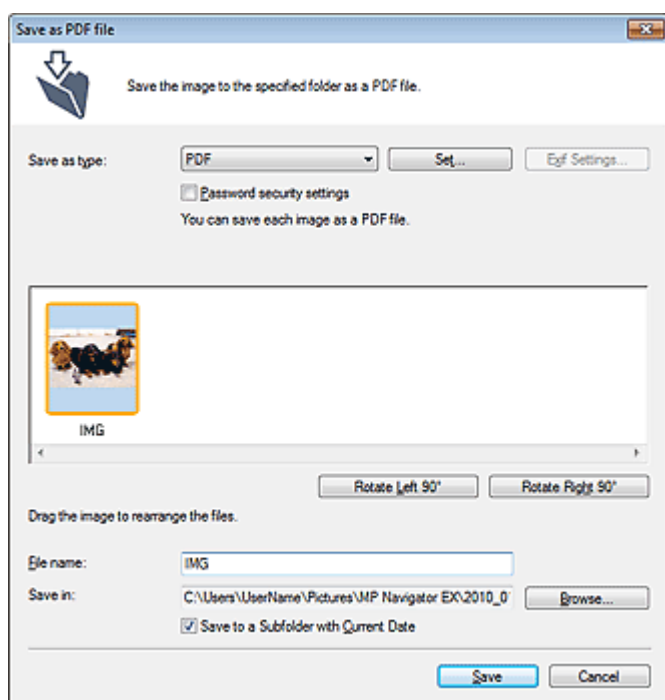 Save as PDF file
Save the image to the specified folder as a PDF file.
Save as type: PDF Set... Exif Settings...
Password security settings
You can save each image as a PDF file.
IMG
Rotate Left 90° Rotate Right 90°
Drag the image to rearrange the files.
File name: IMG
Save in: C:\Users\UserName\Pictures\MP Navigator EX\2010_0 Browse...
Save to a Subfolder with Current Date
Save Cancel